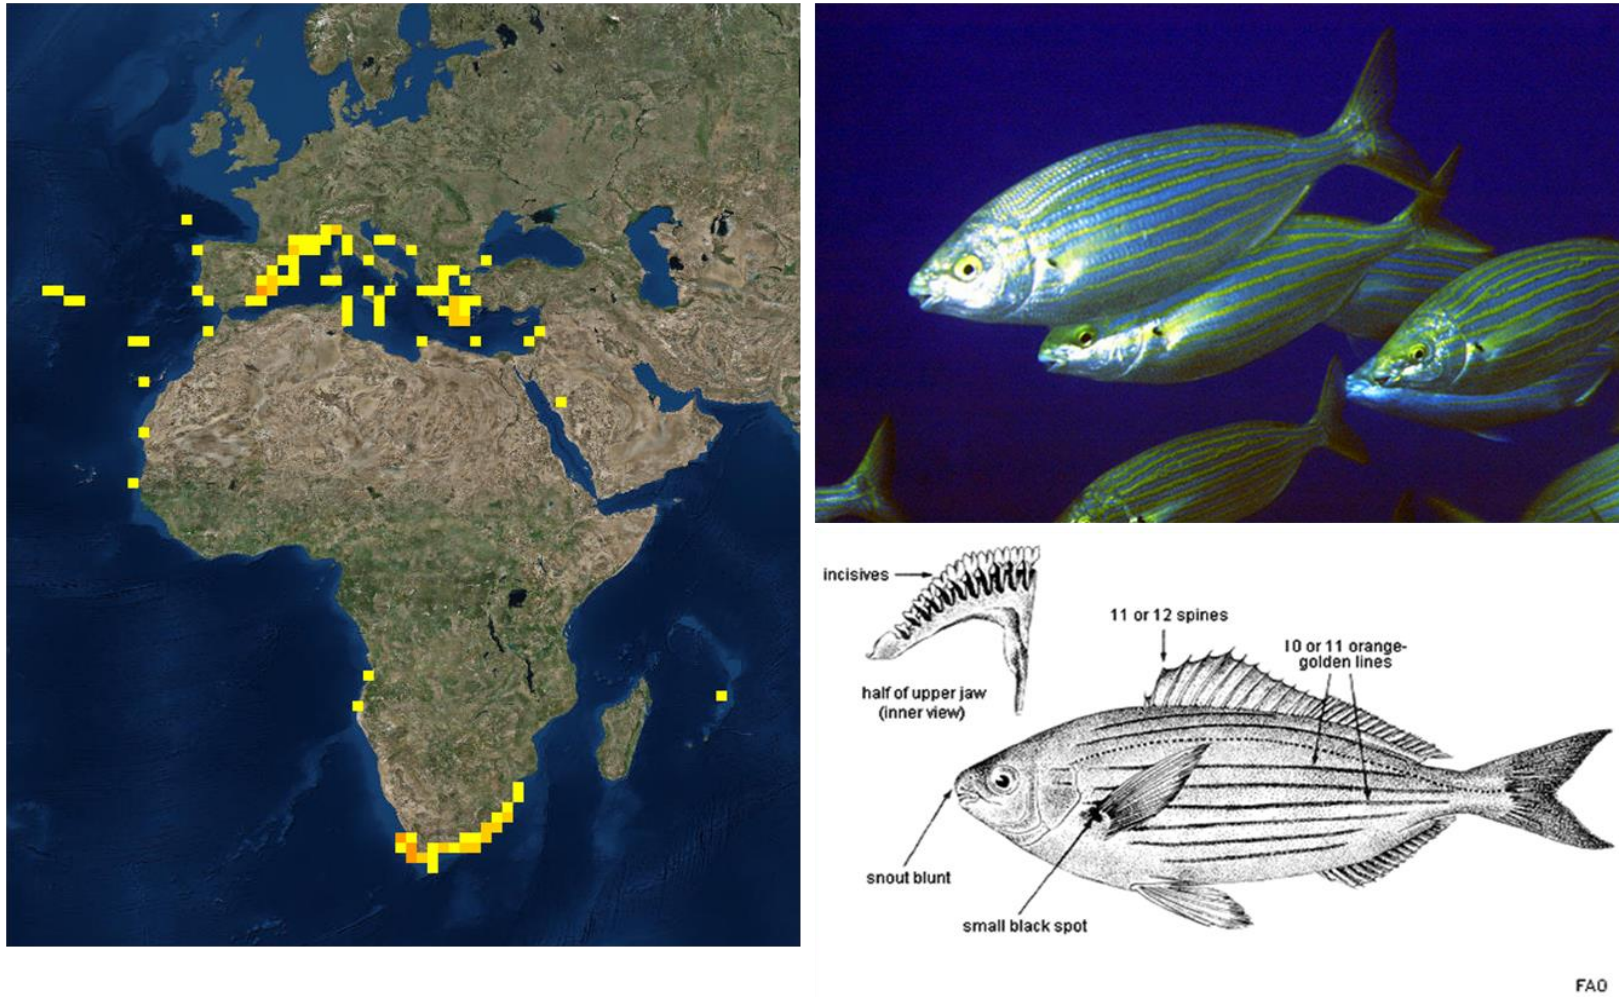 incisives
11 or 12 spines
10 or 11 orange-
golden lines
half of upper jaw
(inner view)
snout blunt
small black spot
FAO